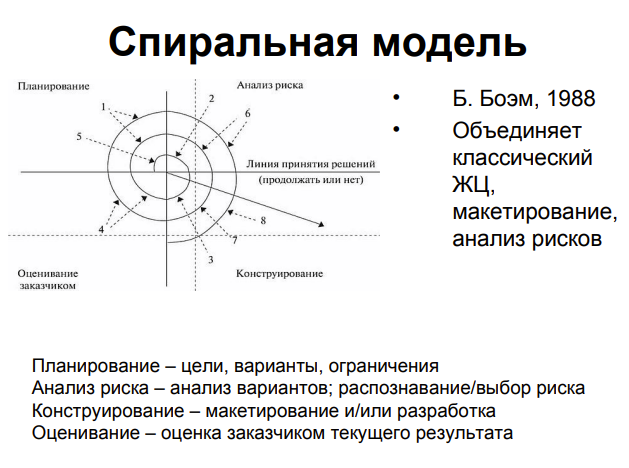 Спиральная модель
Планирование
Анализ риска
1
2
6
5
Линия принятия решений
(продолжать или нет)
4
8
7
3
Оценивание
заказчиком
Конструирование
• Б. Боэм, 1988
• Объединяет
классический
ЖЦ,
макетирование,
анализ рисков
Планирование – цели, варианты, ограничения
Анализ риска – анализ вариантов; распознавание/выбор риска
Конструирование – макетирование и/или разработка
Оценивание – оценка заказчиком текущего результата